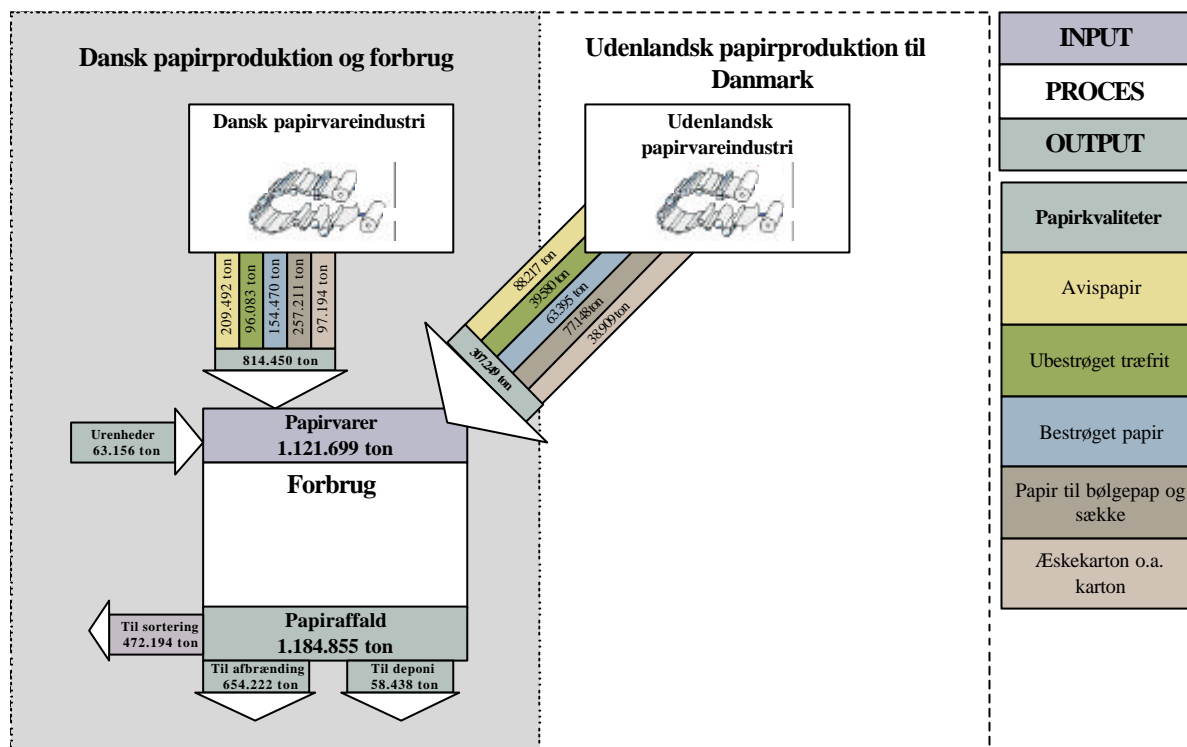 Dansk papirproduktion og forbrug
Udenlandsk papirproduktion til
Danmark
Dansk papirvareindustri
Udenlandsk
papirvareindustri
209.492 ton
96.083 ton
154.470 ton
257.211 ton
97.194 ton
814.450 ton
88.217 ton
39.580 ton
63.395 ton
77.148 ton
38.909 ton
307.249 ton
Urenheder
63.156 ton
Papirvarer
1.121.699 ton
Forbrug
Papiraffald
1.184.855 ton
Til sortering
472.194 ton
Til afbrænding
654.222 ton
Til deponi
58.438 ton
INPUT
PROCES
OUTPUT
Papirkvaliteter
Avispapir
Ubestrøget træfrit
Bestrøget papir
Papir til bølgepap og
sække
Æskekarton o.a.
karton